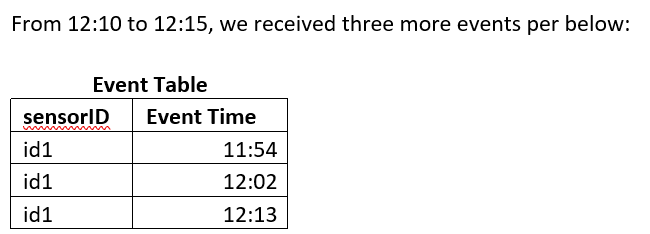 From 12:10 to 12:15, we received three more events per below:
Event Table
sensorID Event Time
id1 11:54
id1 12:02
id1 12:13